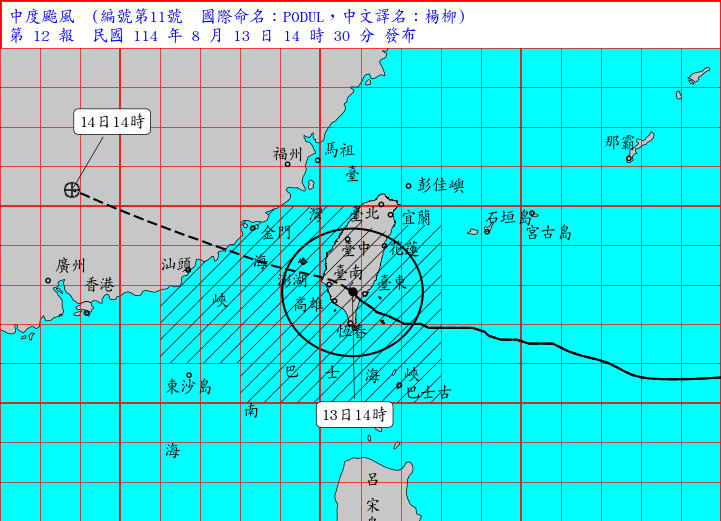 中度颱風 (編號第11號 國際命名：PODUL，中文譯名：楊柳)
第 12 報 民國 114 年 8 月 13 日 14 時 30 分 發布
14日14時
那霸
福州
馬祖
臺
彭佳嶼
灣
臺北
宜蘭
石垣島
宮古島
金門
臺中
花蓮
海
廣州
汕頭
澎湖
臺南
香港
臺東
峽
高雄
恆春
巴
士
海
峽
東沙島
巴士古
南
13日14時
海
呂
宋
島